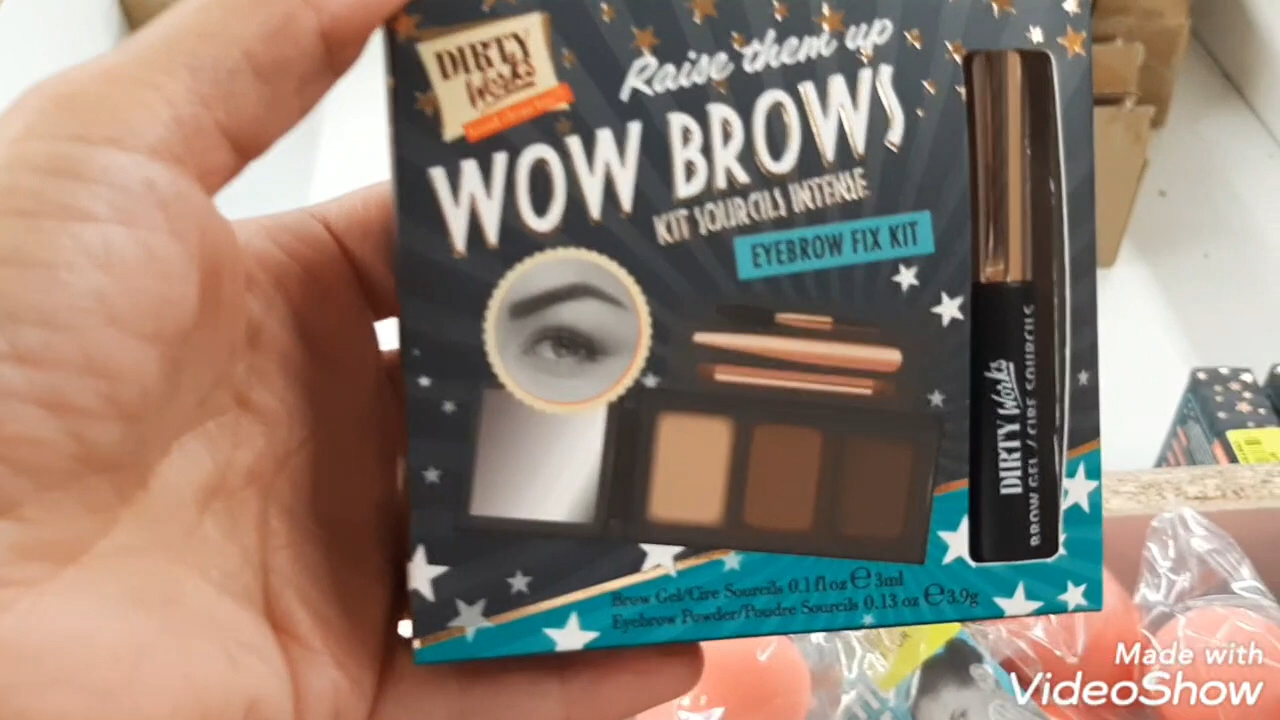 DIRTY
Works
Raise them up
WOW BROWS
KIT SOURCILS INTENSE
EYEBROW FIX KIT
DIRTY Works
BROW GEL / CIRE SOURCILS
Brow Gel/Cire Sourcils 0.1 fl oz ℮ 3ml
Eyebrow Powder/Poudre Sourcils 0.13 oz ℮ 3.9g
Made with
VideoShow